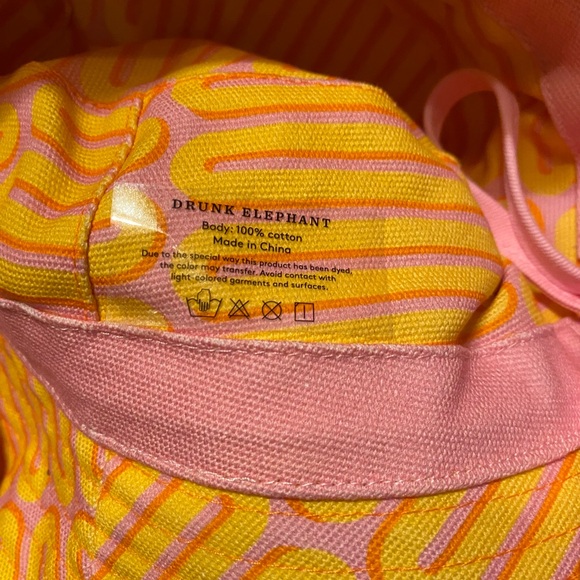 DRUNK ELEPHANT
Body: 100% cotton
Made in China
Due to the special way this product has been dyed,
the color may transfer. Avoid contact with
light-colored garments and surfaces.